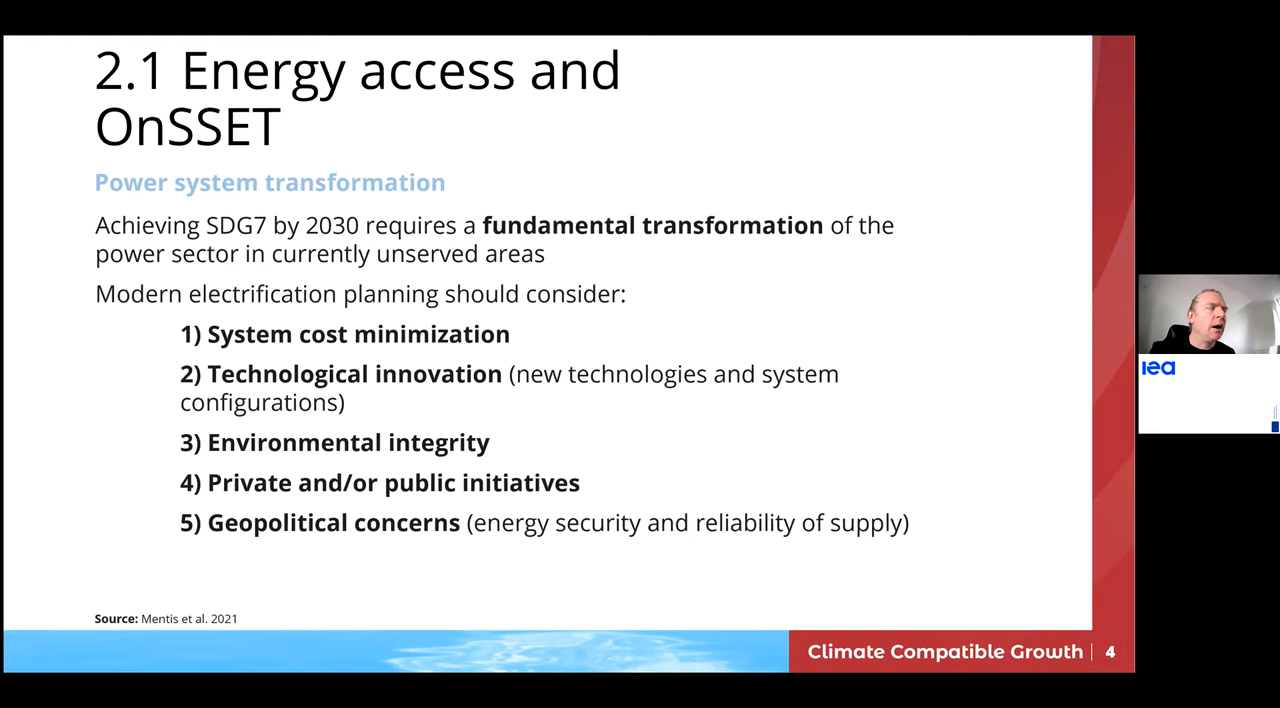 2.1 Energy access and
OnSSET
Power system transformation
Achieving SDG7 by 2030 requires a fundamental transformation of the
power sector in currently unserved areas
Modern electrification planning should consider:
1) System cost minimization
2) Technological innovation (new technologies and system
configurations)
3) Environmental integrity
4) Private and/or public initiatives
5) Geopolitical concerns (energy security and reliability of supply)
iea
Source: Mentis et al. 2021
Climate Compatible Growth | 4